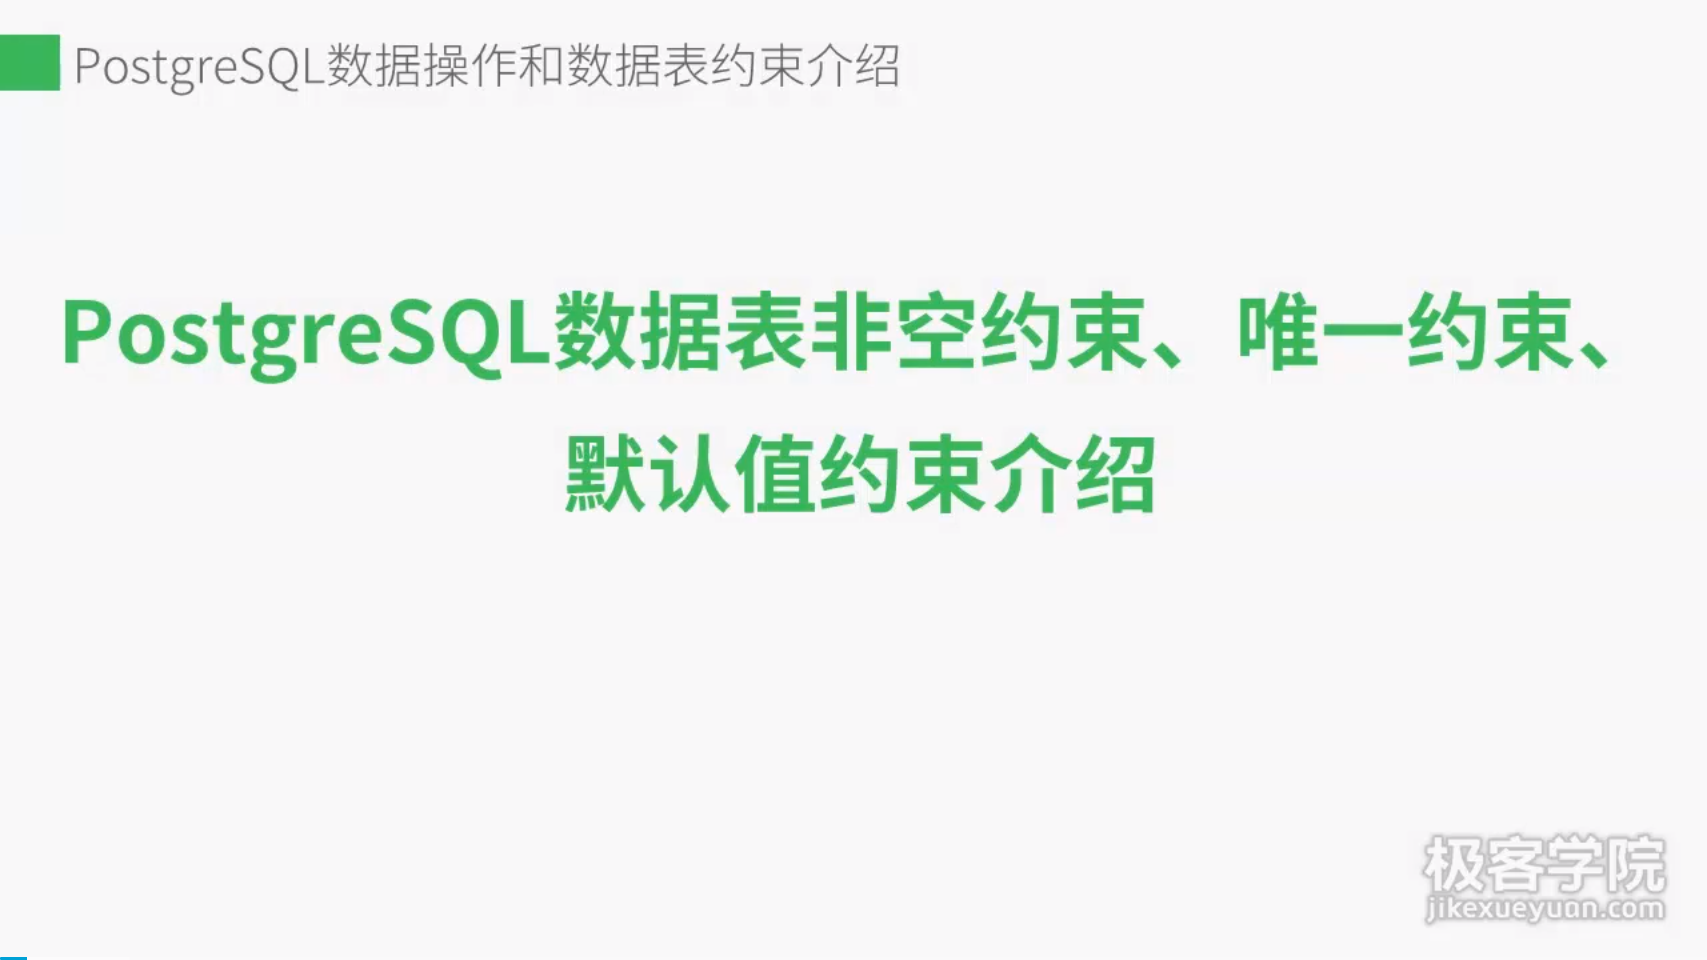 PostgreSQL数据操作和数据表约束介绍
PostgreSQL数据表非空约束、唯一约束、
默认值约束介绍
极客学院
jikexueyuan.com